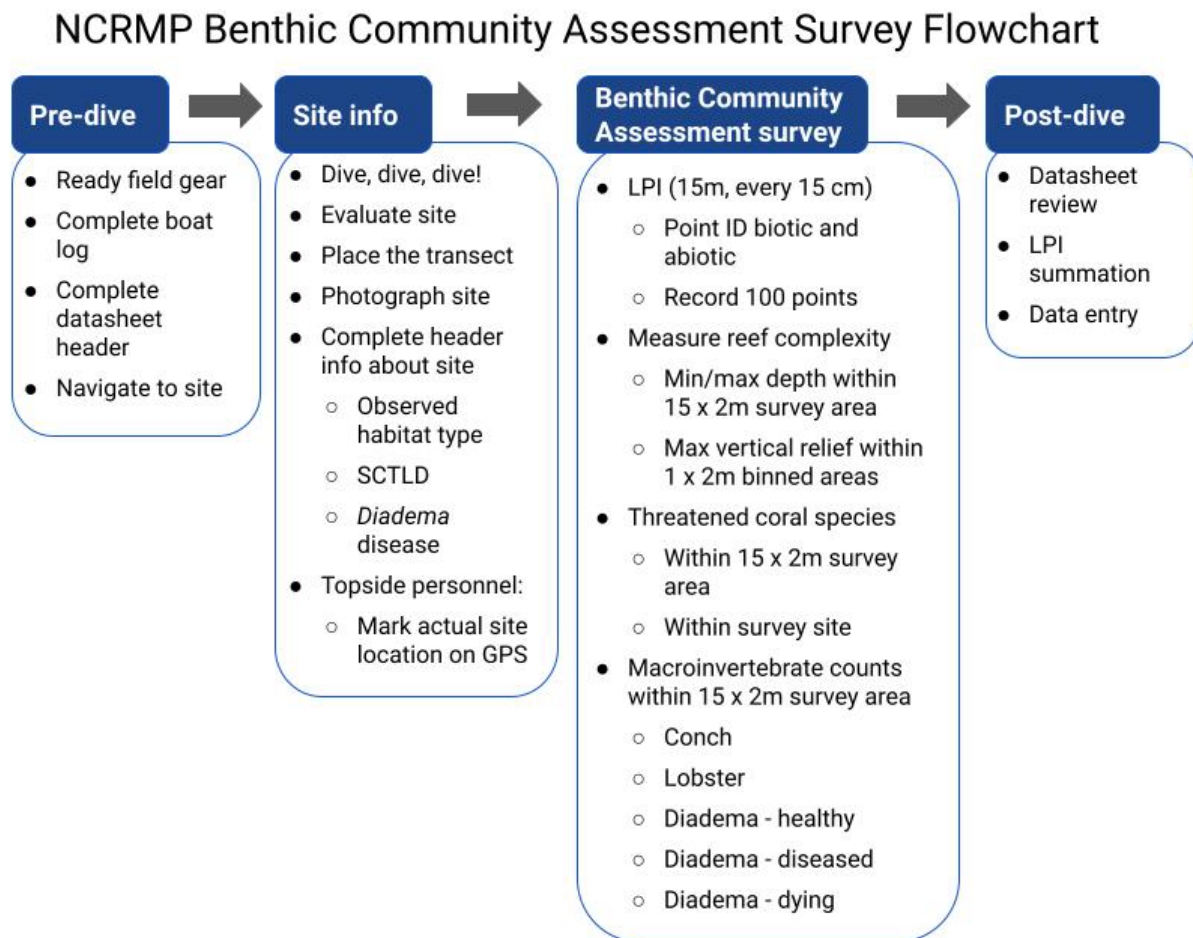 NCRMP Benthic Community Assessment Survey Flowchart
Pre-dive
● Ready field gear
● Complete boat
log
● Complete
datasheet
header
● Navigate to site
Site info
● Dive, dive, dive!
● Evaluate site
● Place the transect
● Photograph site
● Complete header
info about site
○ Observed
habitat type
○ SCTLD
○ Diadema
disease
● Topside personnel:
○ Mark actual site
location on GPS
Benthic Community
Assessment survey
● LPI (15m, every 15 cm)
○ Point ID biotic and
abiotic
○ Record 100 points
● Measure reef complexity
○ Min/max depth within
15 x 2m survey area
○ Max vertical relief within
1 x 2m binned areas
● Threatened coral species
○ Within 15 x 2m survey
area
○ Within survey site
● Macroinvertebrate counts
within 15 x 2m survey area
○ Conch
○ Lobster
○ Diadema - healthy
○ Diadema - diseased
○ Diadema - dying
Post-dive
● Datasheet
review
● LPI
summation
● Data entry